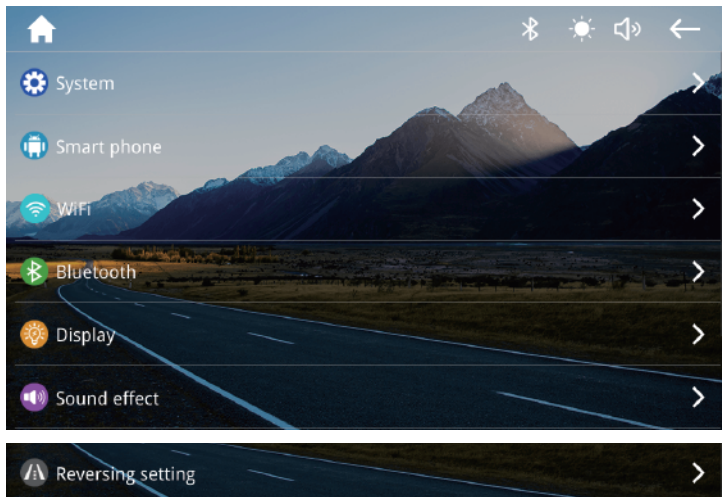 System
Smart phone
WiFi
Bluetooth
Display
Sound effect
Reversing setting